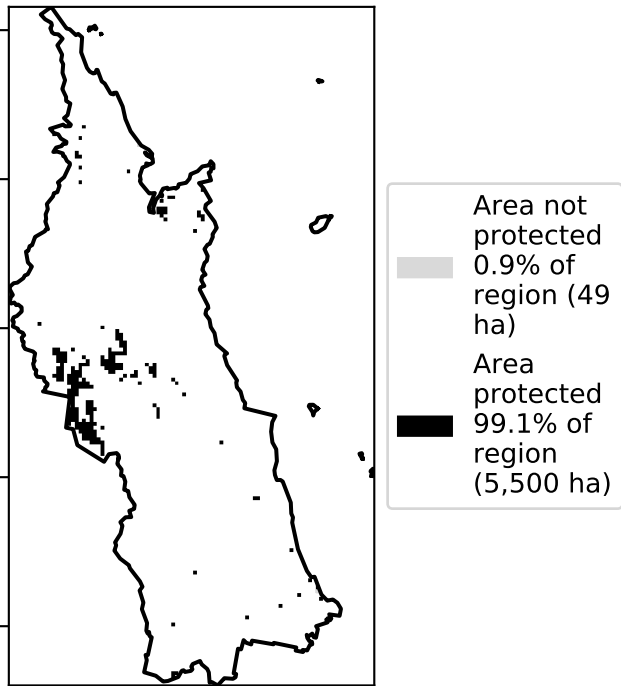 Area not
protected
0.9% of
region (49
ha)
Area
protected
99.1% of
region
(5,500 ha)